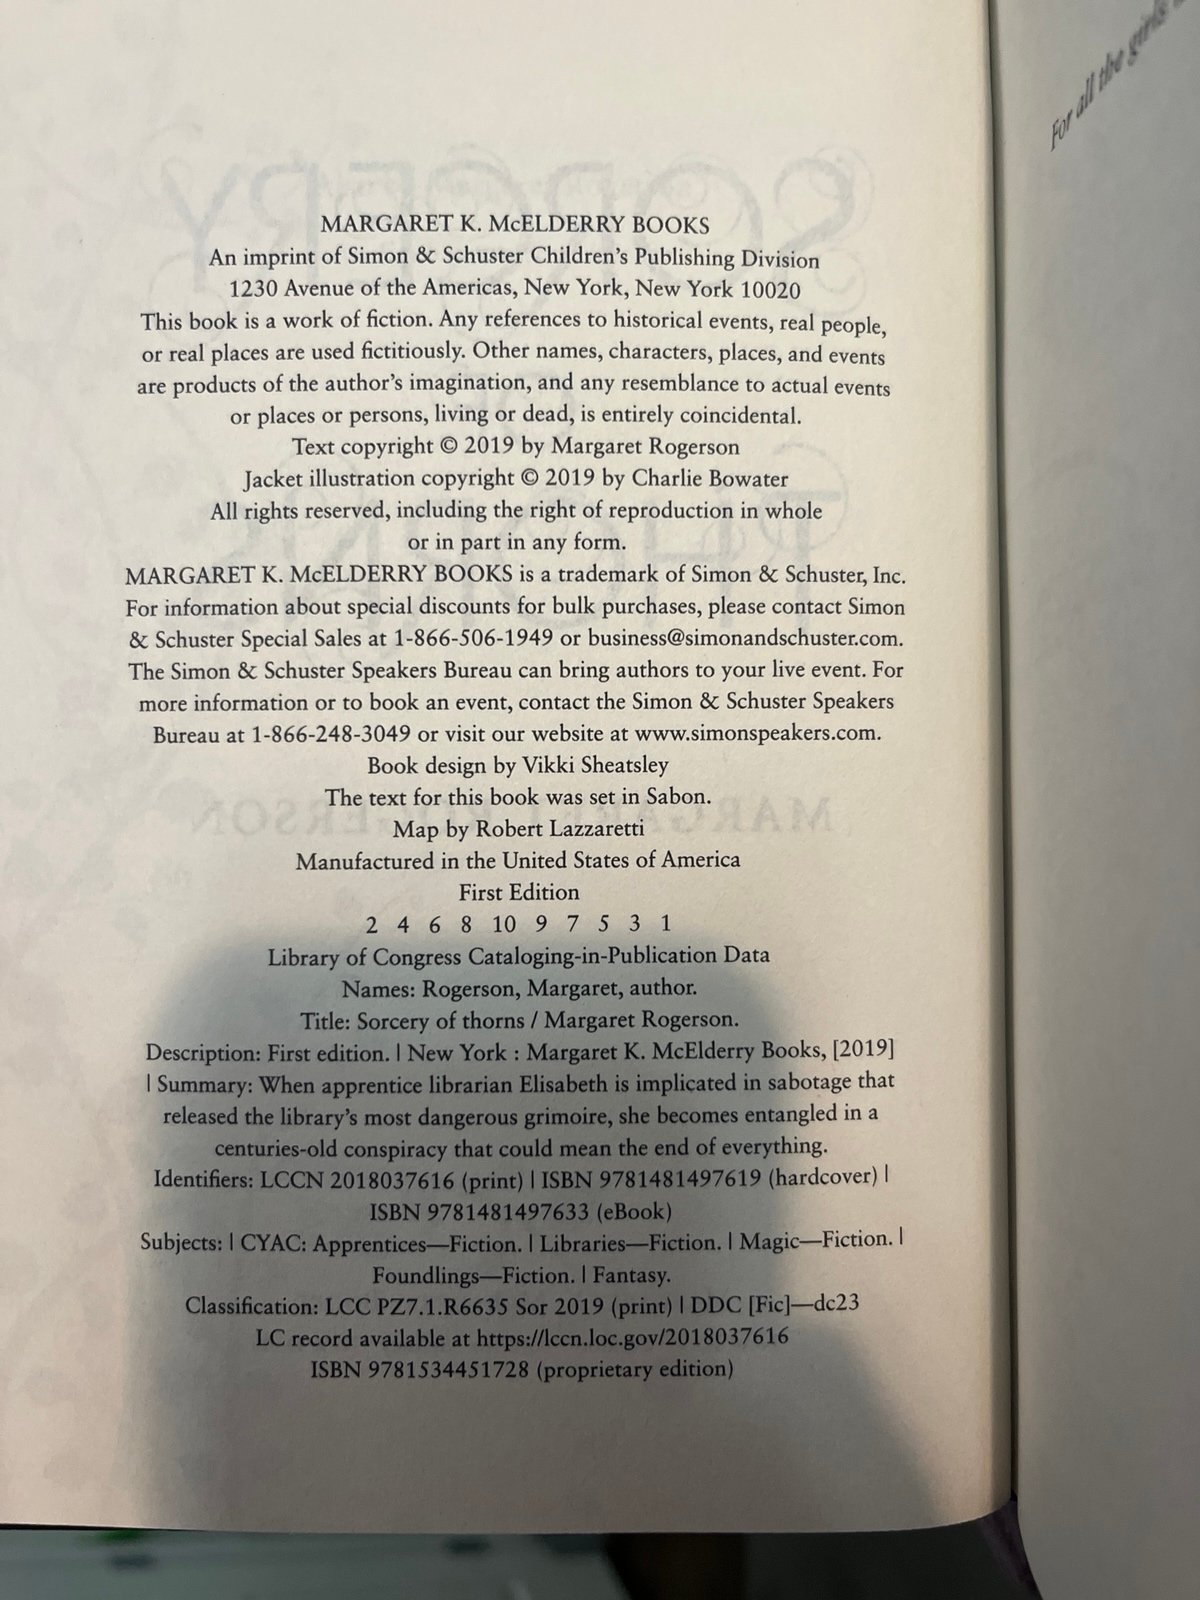 MARGARET K. McELDERRY BOOKS
An imprint of Simon & Schuster Children's Publishing Division
1230 Avenue of the Americas, New York, New York 10020
This book is a work of fiction. Any references to historical events, real people,
or real places are used fictitiously. Other names, characters, places, and events
are products of the author's imagination, and any resemblance to actual events
or places or persons, living or dead, is entirely coincidental.
Text copyright © 2019 by Margaret Rogerson
Jacket illustration copyright © 2019 by Charlie Bowater
All rights reserved, including the right of reproduction in whole
or in part in any form.
MARGARET K. McELDERRY BOOKS is a trademark of Simon & Schuster, Inc.
For information about special discounts for bulk purchases, please contact Simon
& Schuster Special Sales at 1-866-506-1949 or business@simonandschuster.com.
The Simon & Schuster Speakers Bureau can bring authors to your live event. For
more information or to book an event, contact the Simon & Schuster Speakers
Bureau at 1-866-248-3049 or visit our website at www.simonspeakers.com.
Book design by Vikki Sheatsley
The text for this book was set in Sabon.
Map by Robert Lazzaretti
Manufactured in the United States of America
First Edition
2 4 6 8 10 9 7 5 3 1
Library of Congress Cataloging-in-Publication Data
Names: Rogerson, Margaret, author.
Title: Sorcery of thorns / Margaret Rogerson.
Description: First edition. | New York : Margaret K. McElderry Books, [2019]
| Summary: When apprentice librarian Elisabeth is implicated in sabotage that
released the library's most dangerous grimoire, she becomes entangled in a
centuries-old conspiracy that could mean the end of everything.
Identifiers: LCCN 2018037616 (print) | ISBN 9781481497619 (hardcover) |
ISBN 9781481497633 (eBook)
Subjects: | CYAC: Apprentices—Fiction. | Libraries—Fiction. | Magic—Fiction. |
Foundlings—Fiction. | Fantasy.
Classification: LCC PZ7.1.R6635 Sor 2019 (print) | DDC [Fic]—dc23
LC record available at https://lccn.loc.gov/2018037616
ISBN 9781534451728 (proprietary edition)
For all the girls